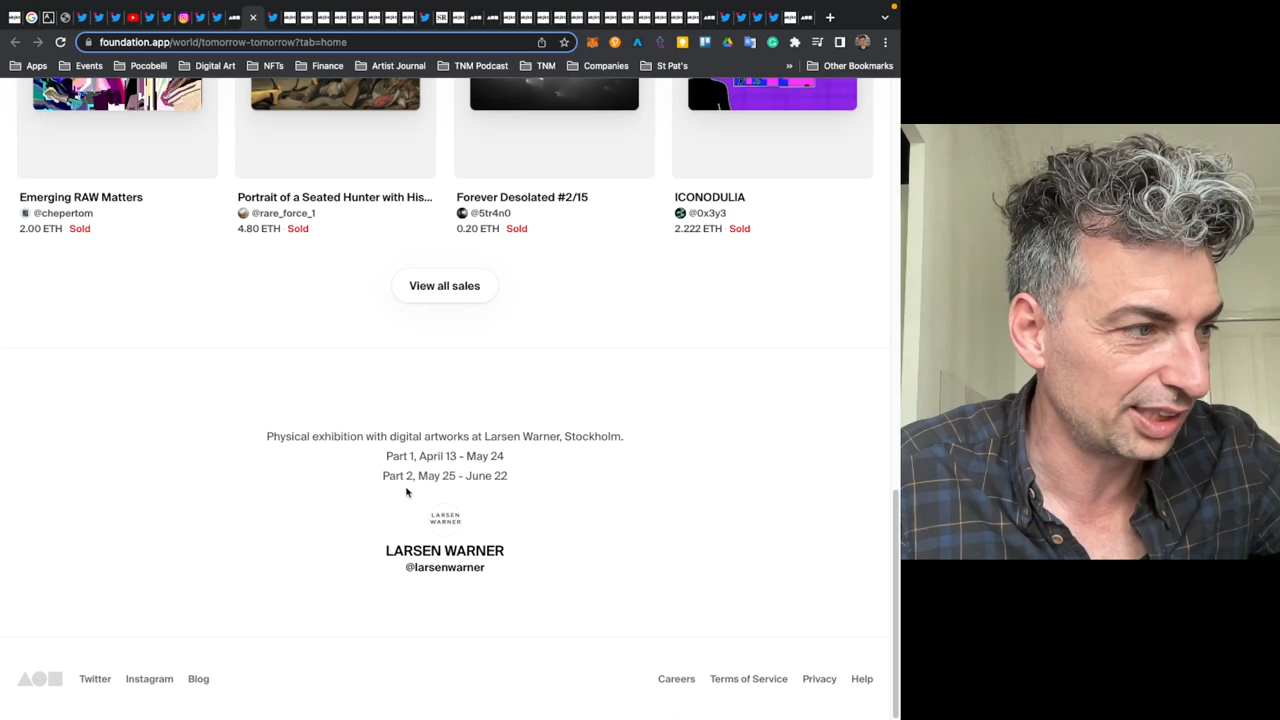 foundation.app/world/tomorrow-tomorrow?tab=home
Apps Events Pocobelli Digital Art NFTs Finance Artist Journal TNM Podcast TNM Companies St Pat's » Other Bookmarks
Emerging RAW Matters
@chepertom
2.00 ETH · Sold
Portrait of a Seated Hunter with His...
@rare_force_1
4.80 ETH · Sold
Forever Desolated #2/15
@5tr4n0
0.20 ETH · Sold
ICONODULIA
@0x3y3
2.222 ETH · Sold
View all sales
Physical exhibition with digital artworks at Larsen Warner, Stockholm.
Part 1, April 13 - May 24
Part 2, May 25 - June 22
LARSEN
WARNER
LARSEN WARNER
@larsenwarner
Twitter Instagram Blog Careers Terms of Service Privacy Help